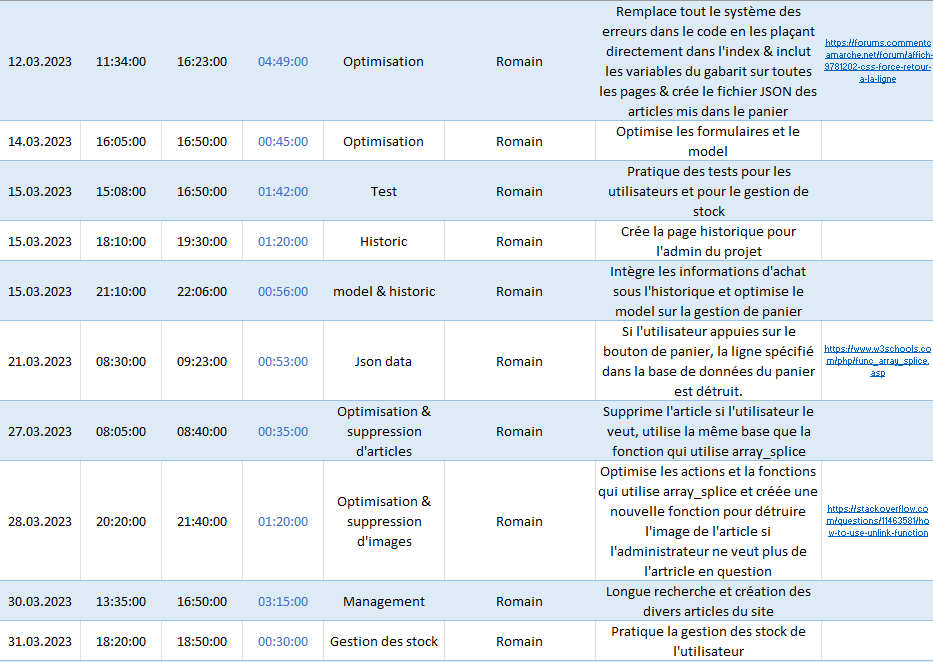 Remplace tout le système des
erreurs dans le code en les plaçant
directement dans l'index & inclut
les variables du gabarit sur toutes
les pages & crée le fichier JSON des
articles mis dans le panier
12.03.2023 11:34:00 16:23:00 04:49:00 Optimisation Romain
https://forums.commentc
amarche.net/forum/affich-
9781202-css-force-retour-
a-la-ligne
14.03.2023 16:05:00 16:50:00 00:45:00 Optimisation Romain
Optimise les formulaires et le
model
15.03.2023 15:08:00 16:50:00 01:42:00 Test Romain
Pratique des tests pour les
utilisateurs et pour le gestion de
stock
15.03.2023 18:10:00 19:30:00 01:20:00 Historic Romain
Crée la page historique pour
l'admin du projet
15.03.2023 21:10:00 22:06:00 00:56:00 model & historic Romain
Intègre les informations d'achat
sous l'historique et optimise le
model sur la gestion de panier
21.03.2023 08:30:00 09:23:00 00:53:00 Json data Romain
Si l'utilisateur appuies sur le
bouton de panier, la ligne spécifié
dans la base de données du panier
est détruit.
https://www.w3schools.co
m/php/func_array_splice.
asp
27.03.2023 08:05:00 08:40:00 00:35:00
Optimisation &
suppression
d'articles
Romain
Supprime l'article si l'utilisateur le
veut, utilise la même base que la
fonction qui utilise array_splice
28.03.2023 20:20:00 21:40:00 01:20:00
Optimisation &
suppression
d'images
Romain
Optimise les actions et la fonctions
qui utilise array_splice et créée une
nouvelle fonction pour détruire
l'image de l'article si
l'administrateur ne veut plus de
l'artricle en question
https://stackoverflow.co
m/questions/11463581/ho
w-to-use-unlink-function
30.03.2023 13:35:00 16:50:00 03:15:00 Management Romain
Longue recherche et création des
divers articles du site
31.03.2023 18:20:00 18:50:00 00:30:00 Gestion des stock Romain
Pratique la gestion des stock de
l'utilisateur